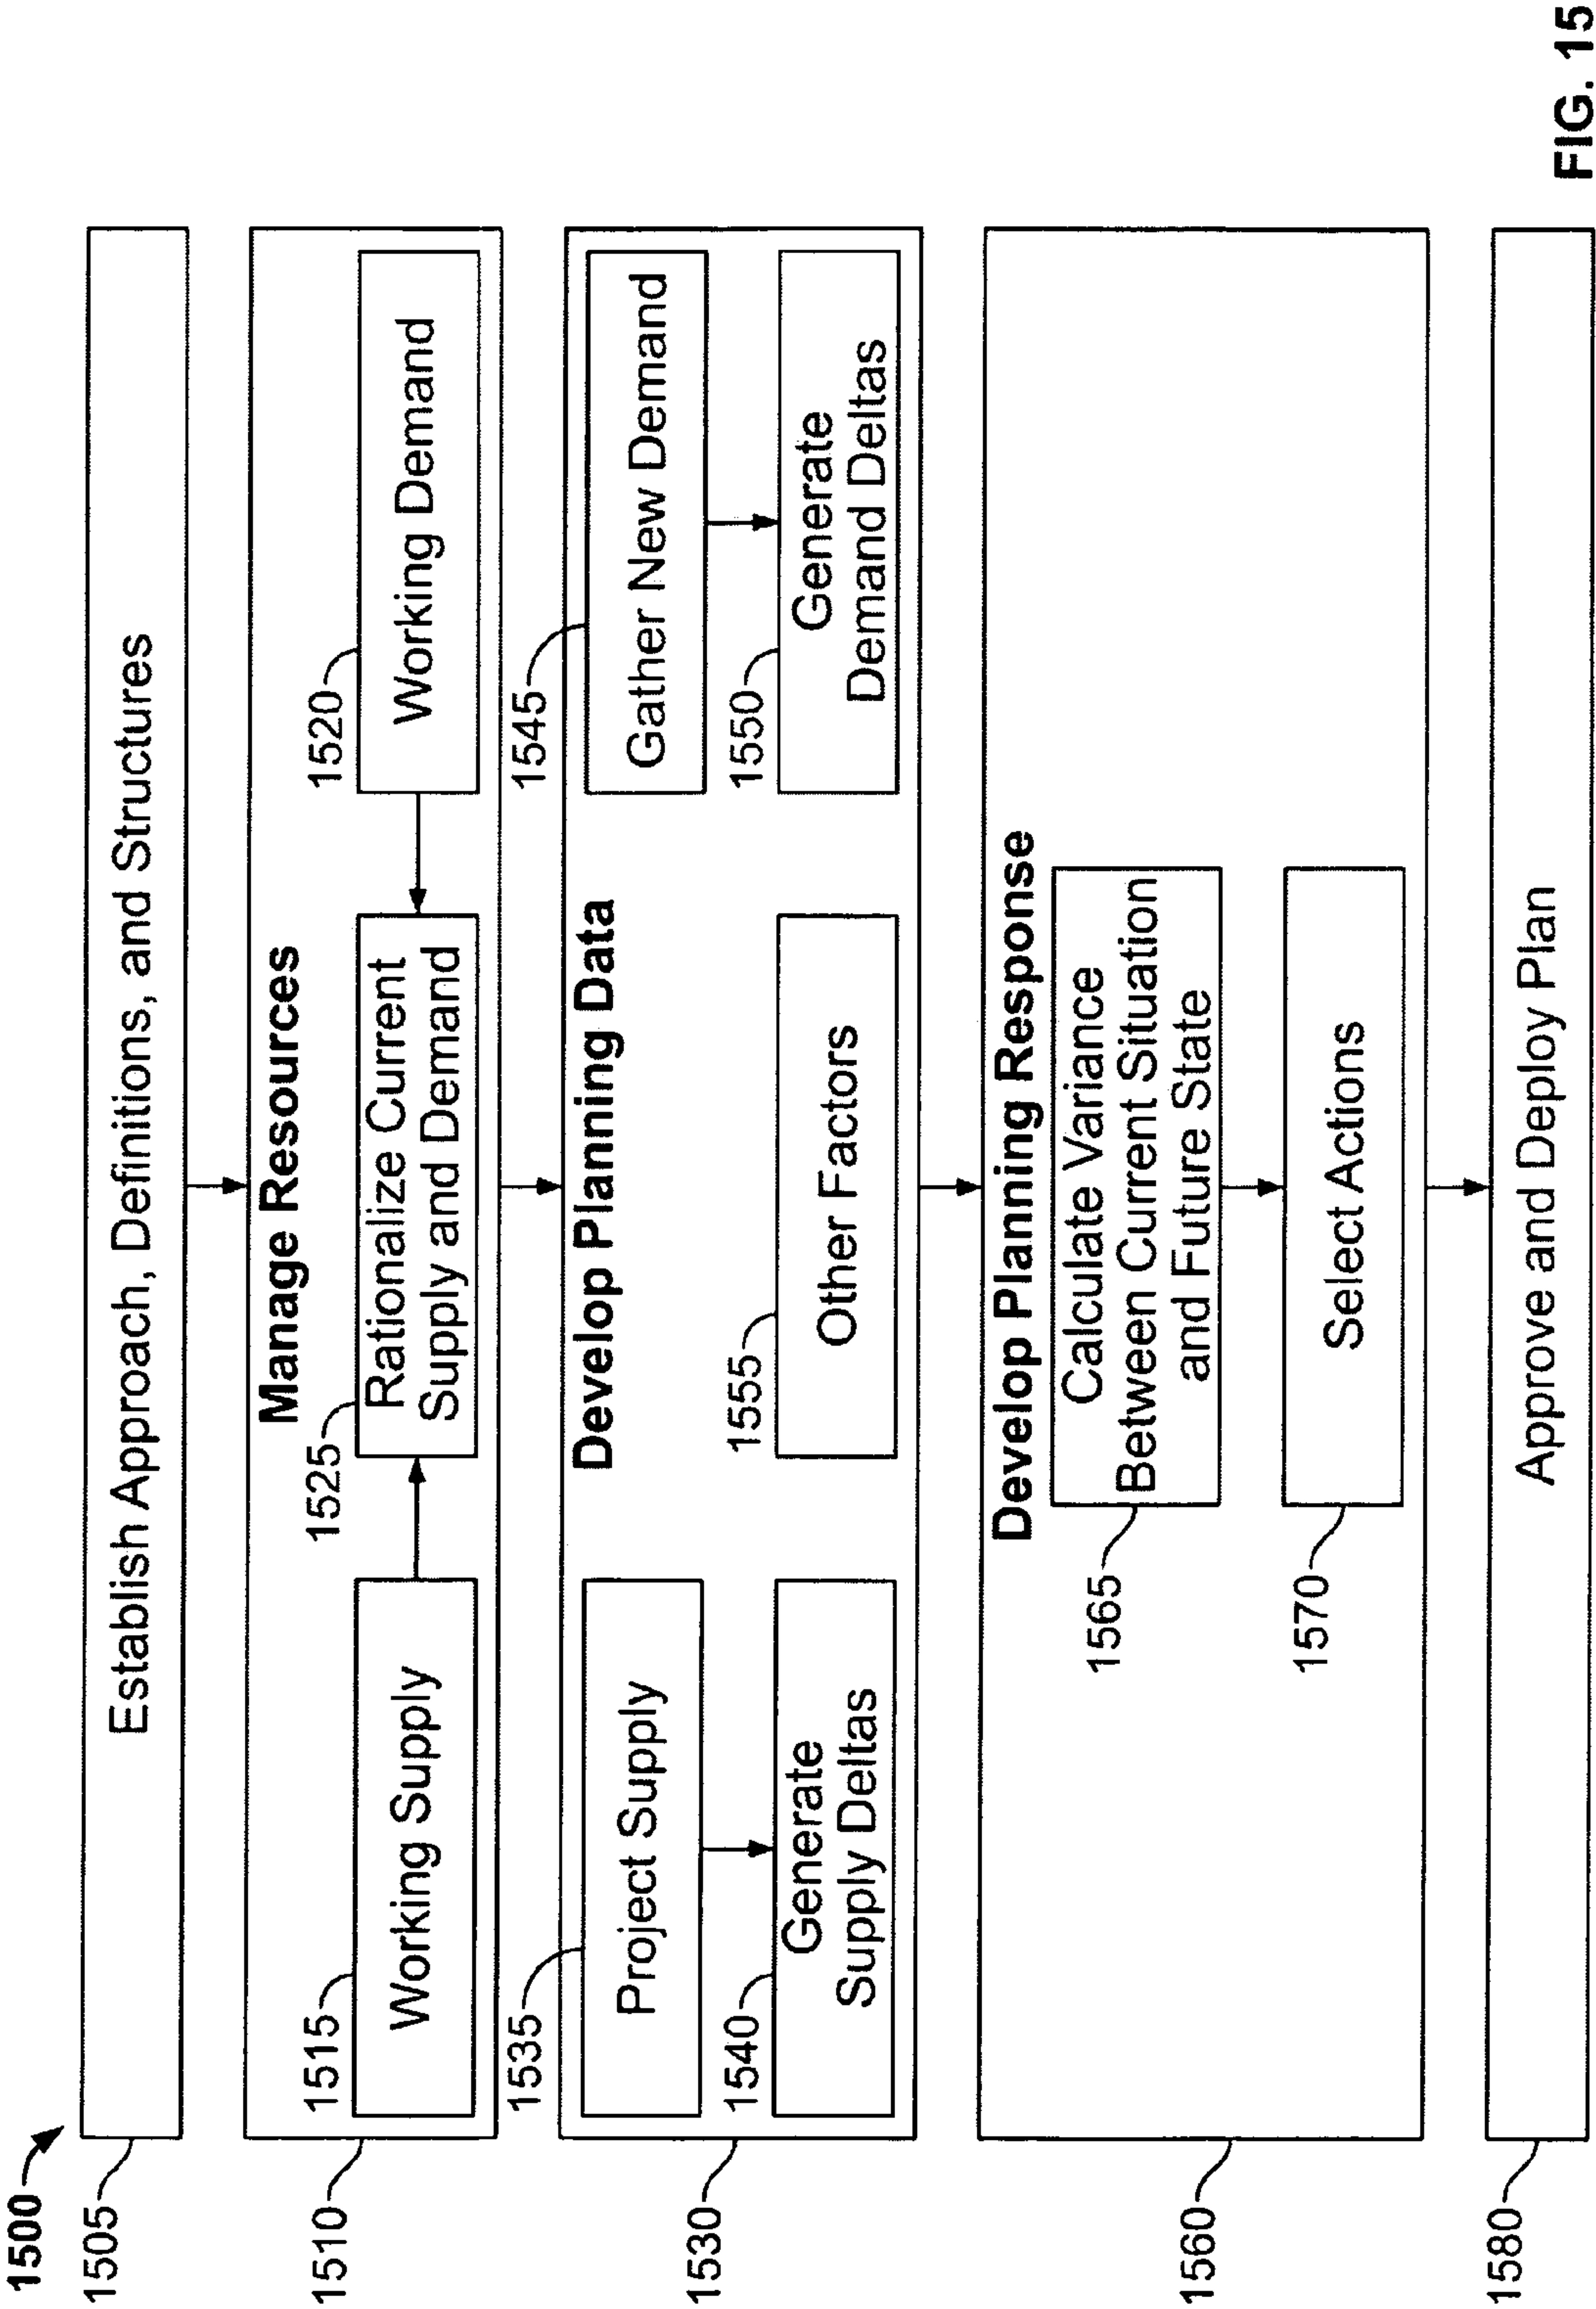 1500
1505
Establish Approach, Definitions, and Structures
1510
Manage Resources
1515
Working Supply
1525
Rationalize Current
Supply and Demand
1520
Working Demand
1530
Develop Planning Data
1535
Project Supply
1540
Generate
Supply Deltas
1555
Other Factors
1545
Gather New Demand
1550
Generate
Demand Deltas
1560
Develop Planning Response
1565
Calculate Variance
Between Current Situation
and Future State
1570
Select Actions
1580
Approve and Deploy Plan
FIG. 15